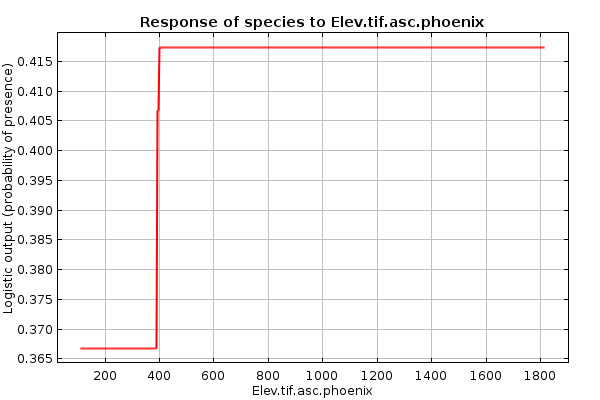 Response of species to Elev.tif.asc.phoenix
Logistic output (probability of presence)
0.415
0.410
0.405
0.400
0.395
0.390
0.385
0.380
0.375
0.370
0.365
200 400 600 800 1000 1200 1400 1600 1800
Elev.tif.asc.phoenix